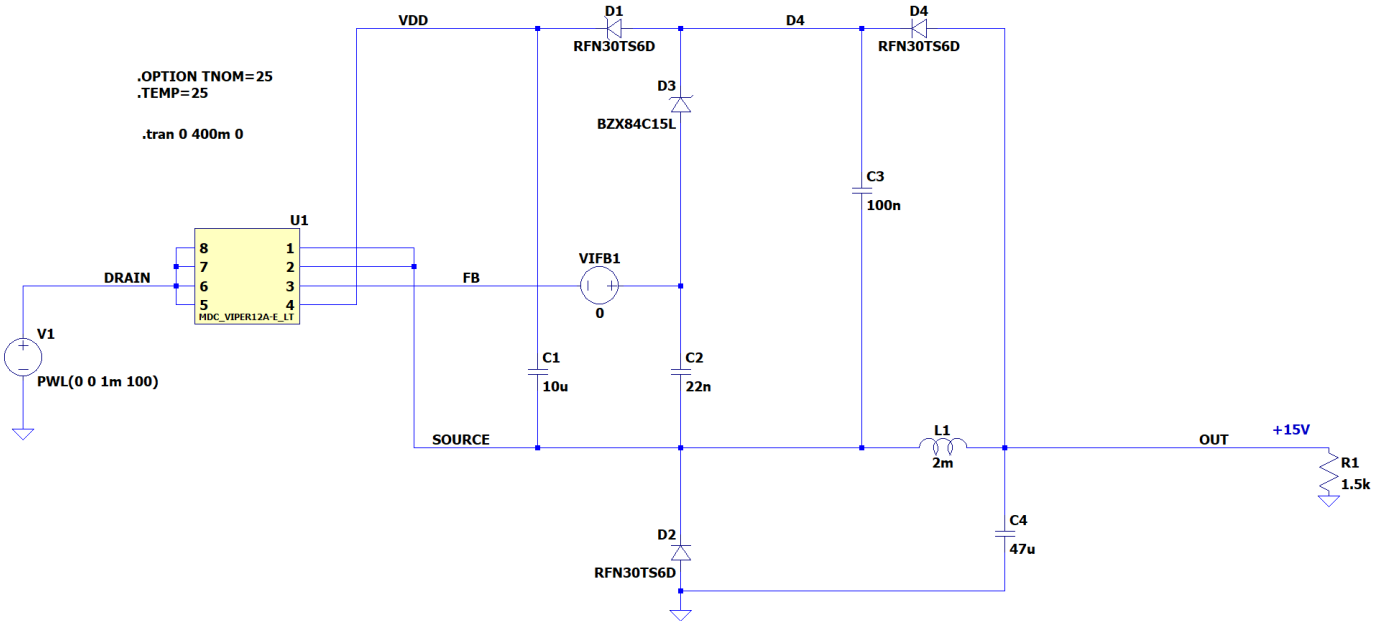 VDD
D1
RFN30TS6D
D4
D4
RFN30TS6D
.OPTION TNOM=25
.TEMP=25
.tran 0 400m 0
D3
BZX84C15L
C3
100n
U1
8 1
7 2
6 3
5 4
MDC_VIPER12A-E_LT
DRAIN
FB
VIFB1
0
V1
PWL(0 0 1m 100)
C1
10u
C2
22n
SOURCE
L1
2m
OUT
+15V
R1
1.5k
D2
RFN30TS6D
C4
47u